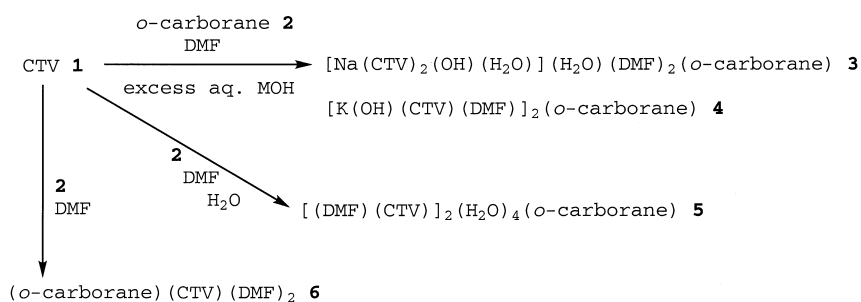 o-carborane 2
DMF
CTV 1
[Na(CTV)₂(OH)(H₂O)](H₂O)(DMF)₂(o-carborane) 3
excess aq. MOH
[K(OH)(CTV)(DMF)]₂(o-carborane) 4
2
DMF
H₂O
2
DMF
[(DMF)(CTV)]₂(H₂O)₄(o-carborane) 5
(o-carborane)(CTV)(DMF)₂ 6